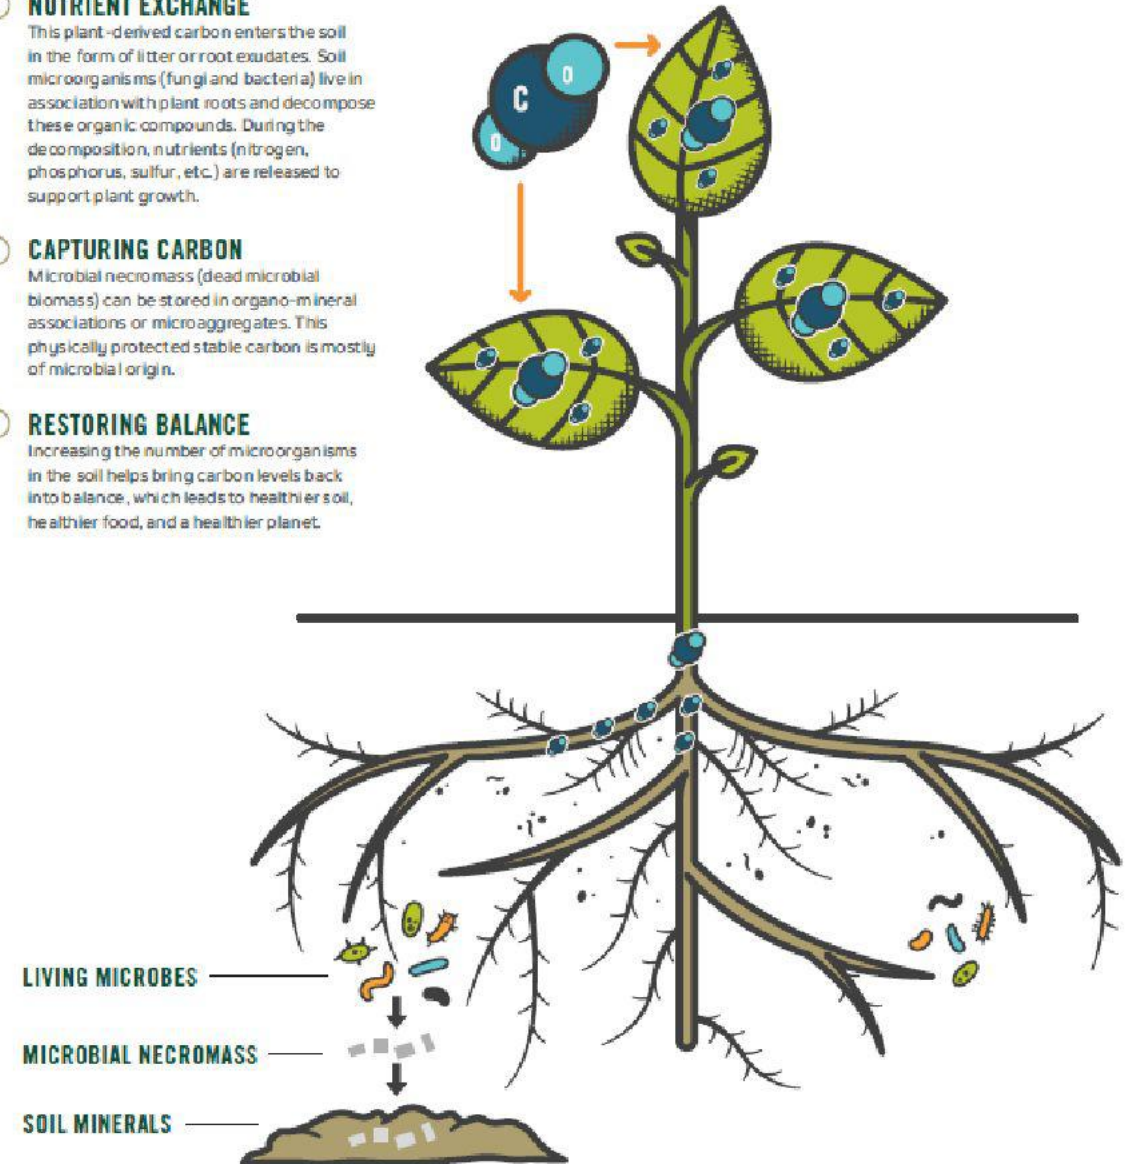 NUTRIENT EXCHANGE
This plant-derived carbon enters the soil
in the form of litter or root exudates. Soil
microorganisms (fungi and bacteria) live in
association with plant roots and decompose
these organic compounds. During the
decomposition, nutrients (nitrogen,
phosphorus, sulfur, etc.) are released to
support plant growth.
CAPTURING CARBON
Microbial necromass (dead microbial
biomass) can be stored in organo-mineral
associations or microaggregates. This
physically protected stable carbon is mostly
of microbial origin.
RESTORING BALANCE
Increasing the number of microorganisms
in the soil helps bring carbon levels back
into balance, which leads to healthier soil,
healthier food, and a healthier planet.
O
C
O
LIVING MICROBES
MICROBIAL NECROMASS
SOIL MINERALS